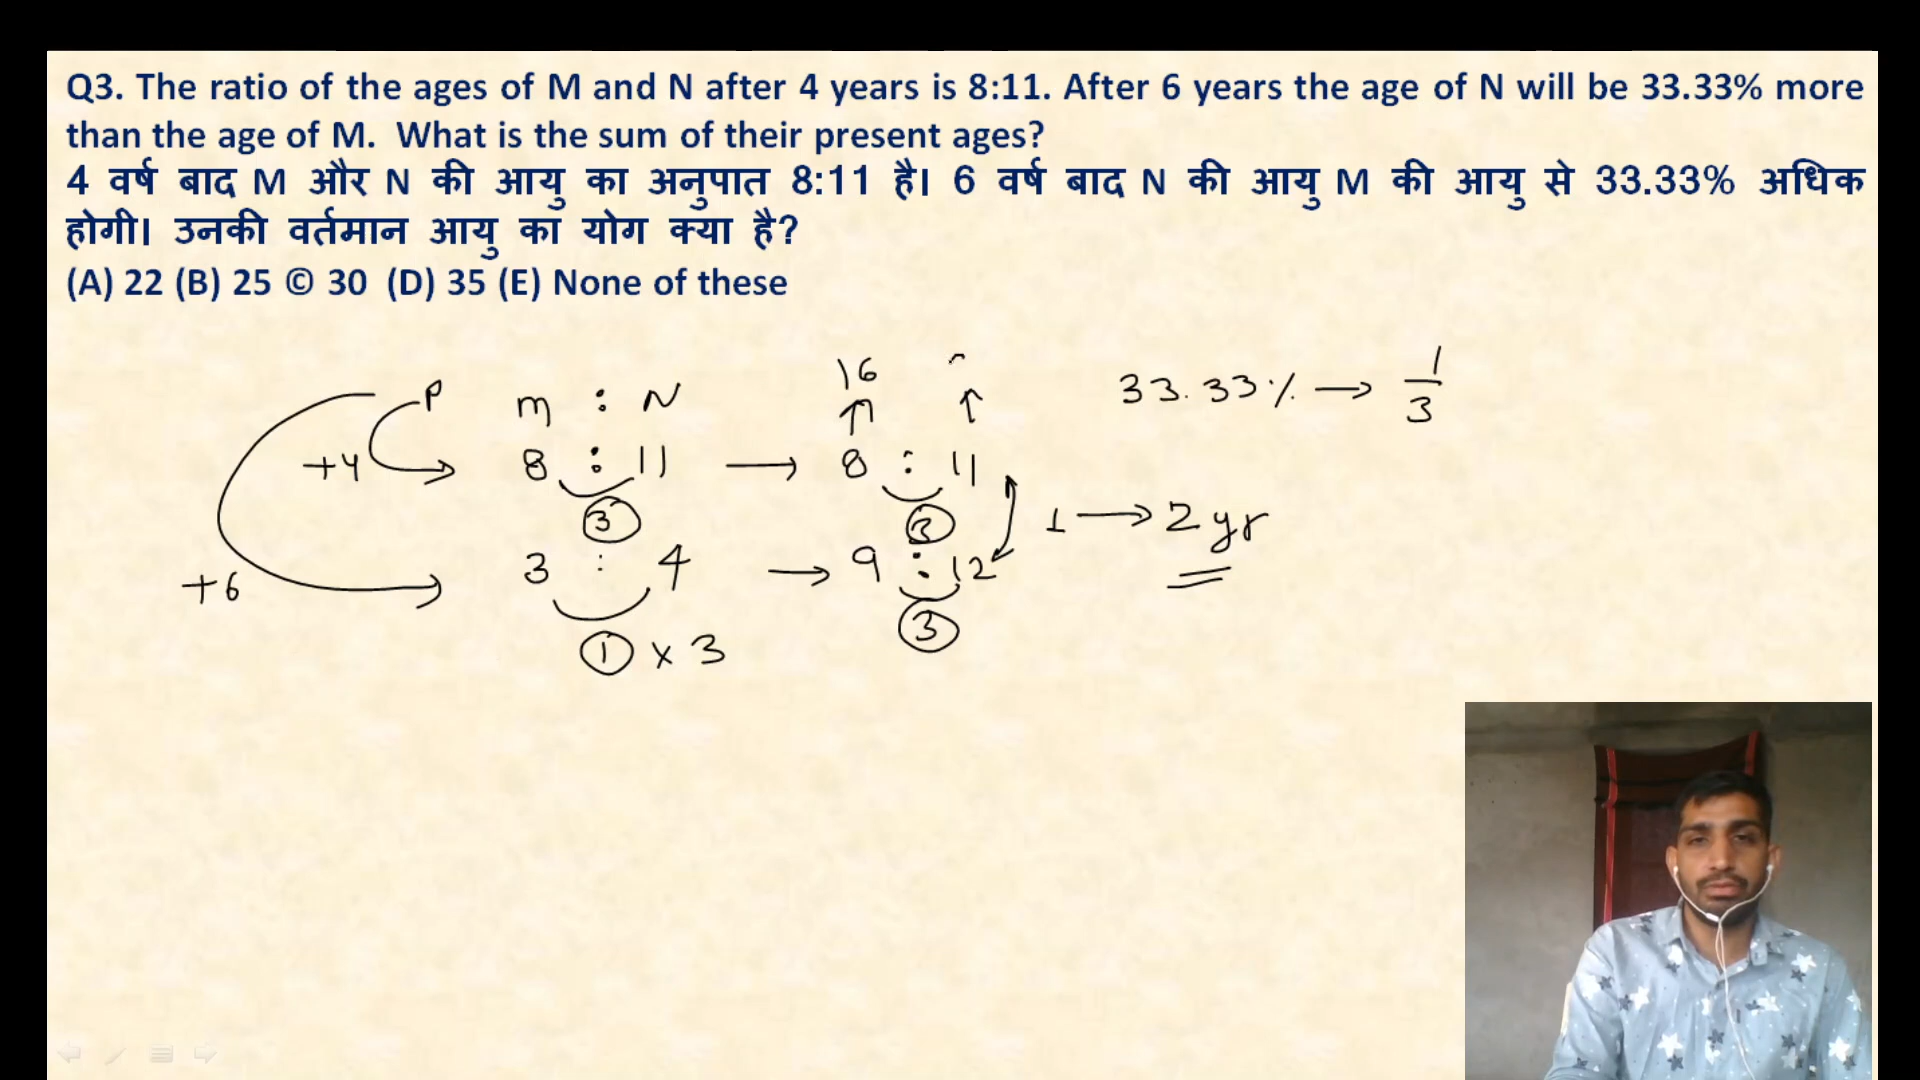 Q3. The ratio of the ages of M and N after 4 years is 8:11. After 6 years the age of N will be 33.33% more
than the age of M.  What is the sum of their present ages?
4 वर्ष बाद M और N की आयु का अनुपात 8:11 है। 6 वर्ष बाद N की आयु M की आयु से 33.33% अधिक
होगी। उनकी वर्तमान आयु का योग क्या है?
(A) 22 (B) 25 © 30  (D) 35 (E) None of these
P m : N 16 33.33% → 1/3
+4 8 : 11 → 8 : 11
3 3 1 → 2 yr
+6 3 : 4 → 9 : 12
1 × 3 3